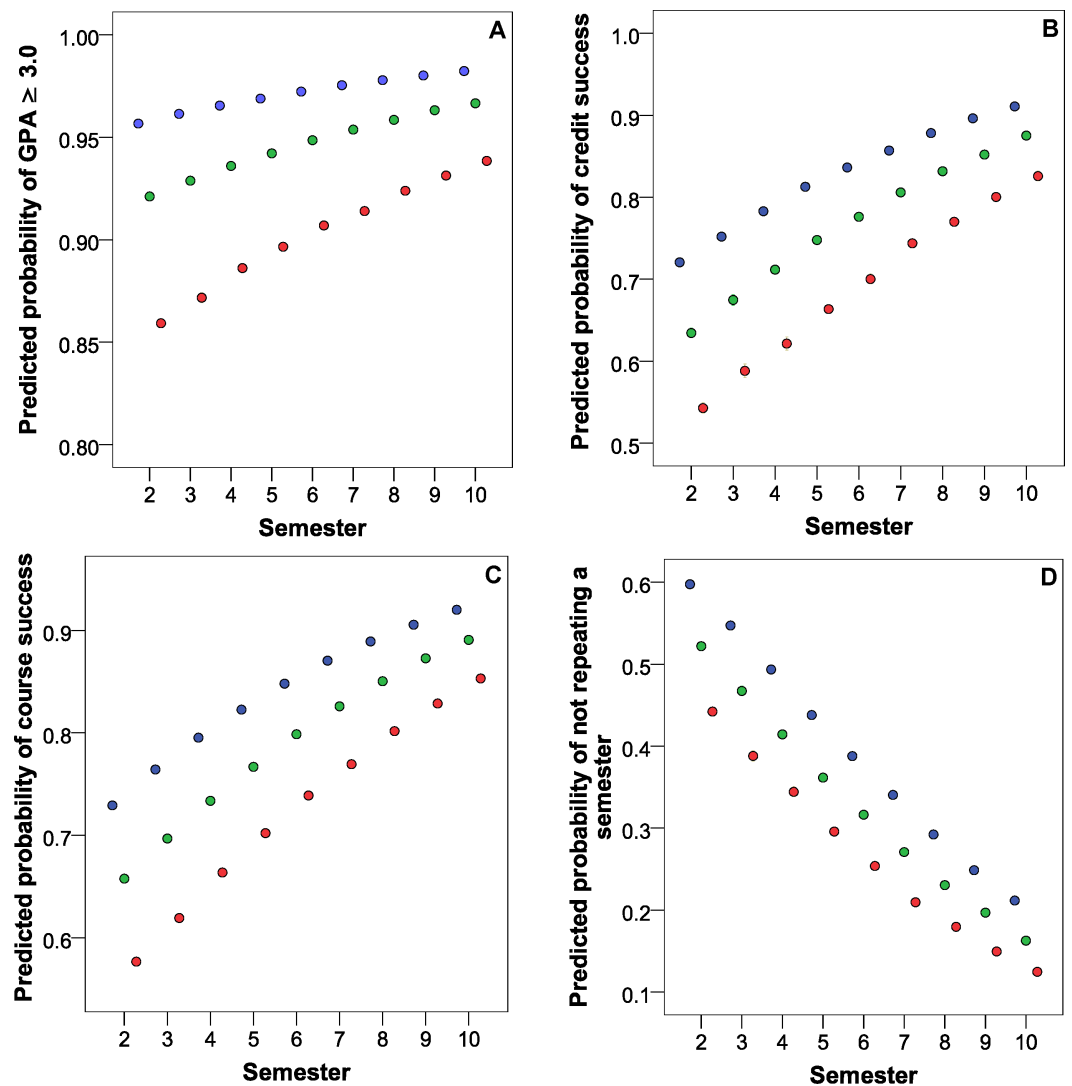 A
Predicted probability of GPA ≥ 3.0
1.00
0.95
0.90
0.85
0.80
2 3 4 5 6 7 8 9 10
Semester
B
Predicted probability of credit success
1.0
0.9
0.8
0.7
0.6
0.5
2 3 4 5 6 7 8 9 10
Semester
C
Predicted probability of course success
0.9
0.8
0.7
0.6
2 3 4 5 6 7 8 9 10
Semester
D
Predicted probability of not repeating a
semester
0.6
0.5
0.4
0.3
0.2
0.1
2 3 4 5 6 7 8 9 10
Semester